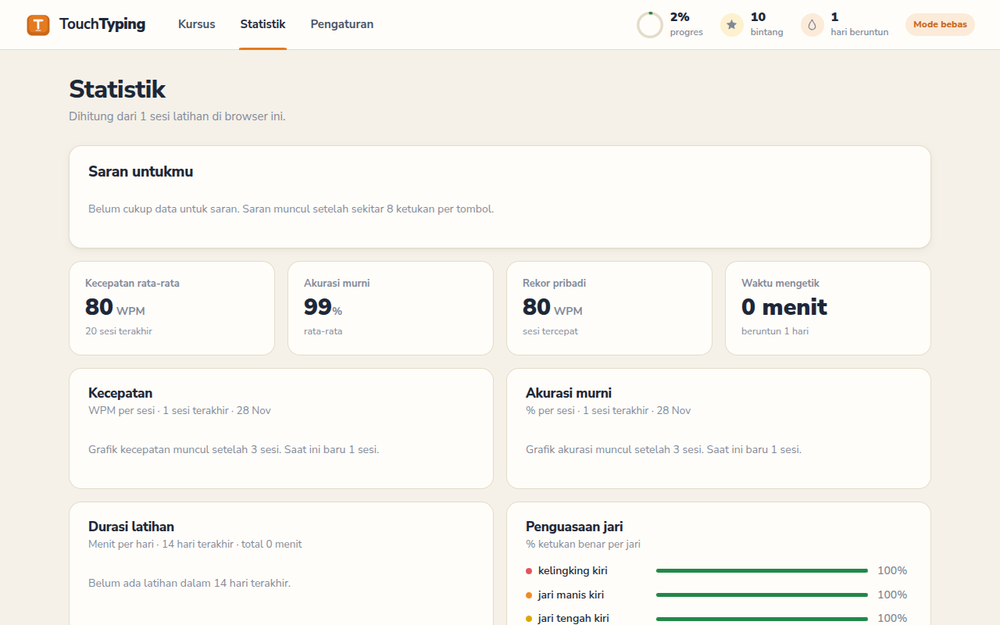 TouchTyping
Kursus
Statistik
Pengaturan
2%
progres
10
bintang
1
hari beruntun
Mode bebas
Statistik
Dihitung dari 1 sesi latihan di browser ini.
Saran untukmu
Belum cukup data untuk saran. Saran muncul setelah sekitar 8 ketukan per tombol.
Kecepatan rata-rata
80 WPM
20 sesi terakhir
Akurasi murni
99%
rata-rata
Rekor pribadi
80 WPM
sesi tercepat
Waktu mengetik
0 menit
beruntun 1 hari
Kecepatan
WPM per sesi · 1 sesi terakhir · 28 Nov
Grafik kecepatan muncul setelah 3 sesi. Saat ini baru 1 sesi.
Akurasi murni
% per sesi · 1 sesi terakhir · 28 Nov
Grafik akurasi muncul setelah 3 sesi. Saat ini baru 1 sesi.
Durasi latihan
Menit per hari · 14 hari terakhir · total 0 menit
Belum ada latihan dalam 14 hari terakhir.
Penguasaan jari
% ketukan benar per jari
kelingking kiri 100%
jari manis kiri 100%
jari tengah kiri 100%